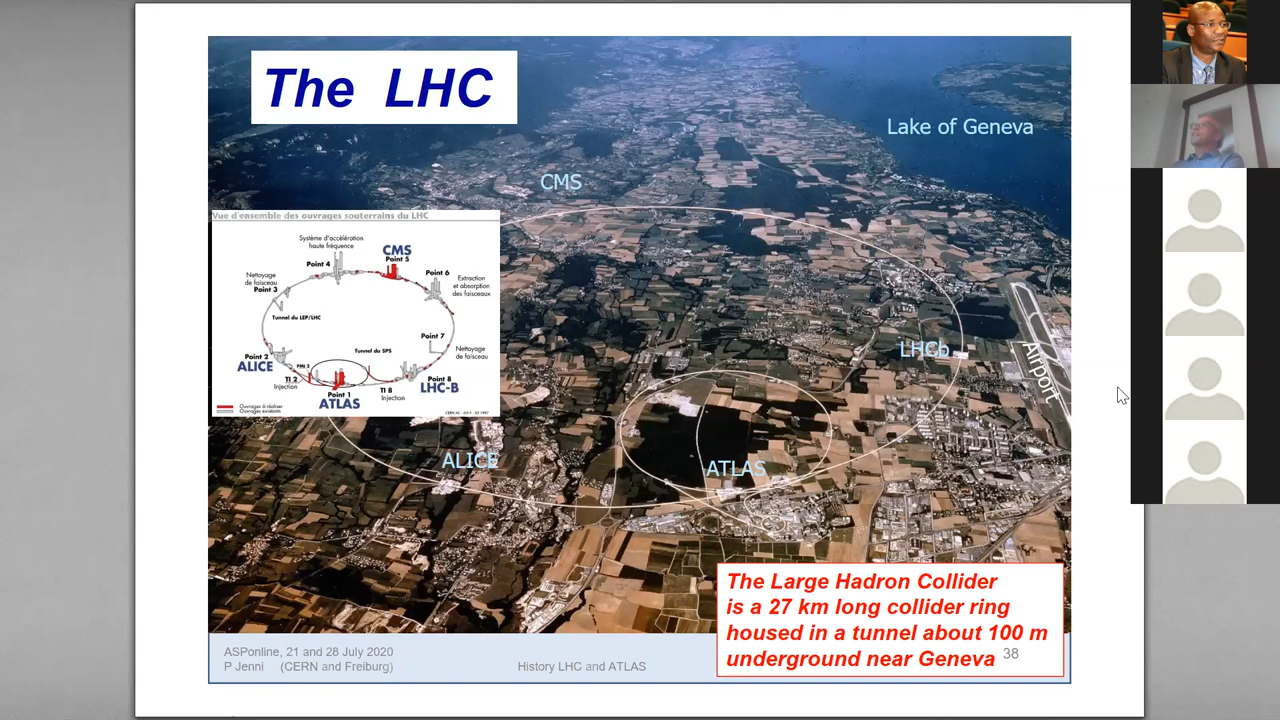 The LHC
Lake of Geneva
CMS
Vue d'ensemble des ouvrages souterrains du LHC
Système d'accélération
haute fréquence
CMS
Point 4
Point 5
Point 6
Nettoyage
de faisceau
Point 3
Extraction
et absorption
des faisceaux
Tunnel du LEP/LHC
Point 7
Tunnel du SPS
Nettoyage
de faisceau
Point 2
ALICE
TI 2
Injection
Point 1
ATLAS
TI 8
Injection
Point 8
LHC-B
Ouvrages à réaliser
Ouvrages existants
LHCb
Airport
ALICE
ATLAS
The Large Hadron Collider
is a 27 km long collider ring
housed in a tunnel about 100 m
underground near Geneva
ASPonline, 21 and 28 July 2020
P Jenni (CERN and Freiburg)
History LHC and ATLAS
38